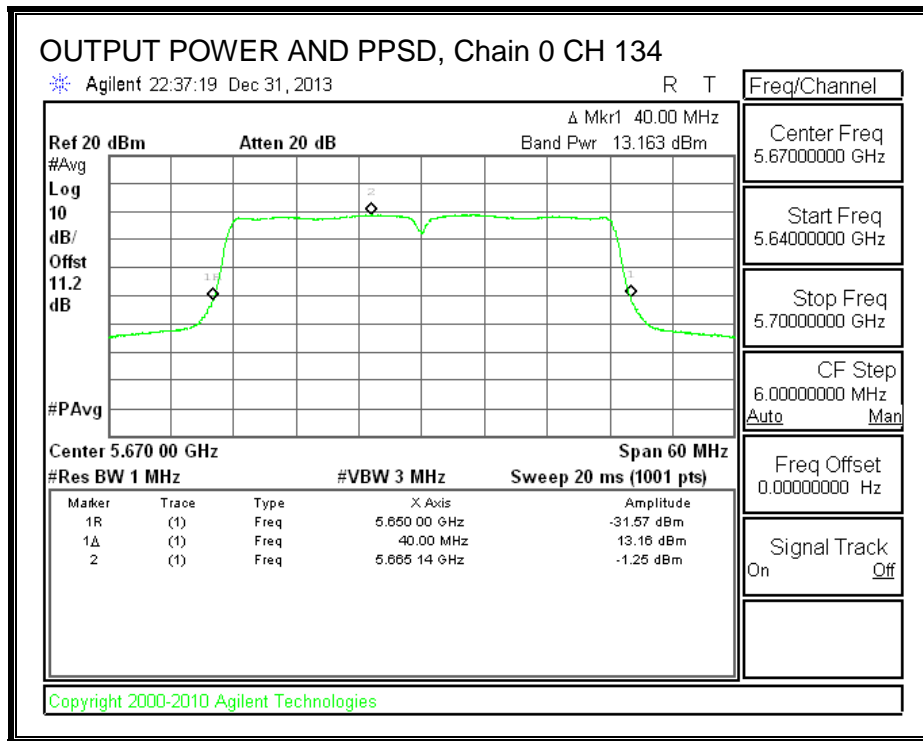 OUTPUT POWER AND PPSD, Chain 0 CH 134
Agilent 22:37:19 Dec 31, 2013
R T
Freq/Channel
Δ Mkr1 40.00 MHz
Ref 20 dBm
Atten 20 dB
Band Pwr 13.163 dBm
#Avg
Log
10
dB/
Offst
11.2
dB
#PAvg
2
1R
1
Center 5.670 00 GHz
Span 60 MHz
#Res BW 1 MHz
#VBW 3 MHz
Sweep 20 ms (1001 pts)
Marker Trace Type X Axis Amplitude
1R (1) Freq 5.650 00 GHz -31.57 dBm
1Δ (1) Freq 40.00 MHz 13.16 dBm
2 (1) Freq 5.665 14 GHz -1.25 dBm
Center Freq
5.67000000 GHz
Start Freq
5.64000000 GHz
Stop Freq
5.70000000 GHz
CF Step
6.00000000 MHz
Auto Man
Freq Offset
0.00000000 Hz
Signal Track
On Off
Copyright 2000-2010 Agilent Technologies